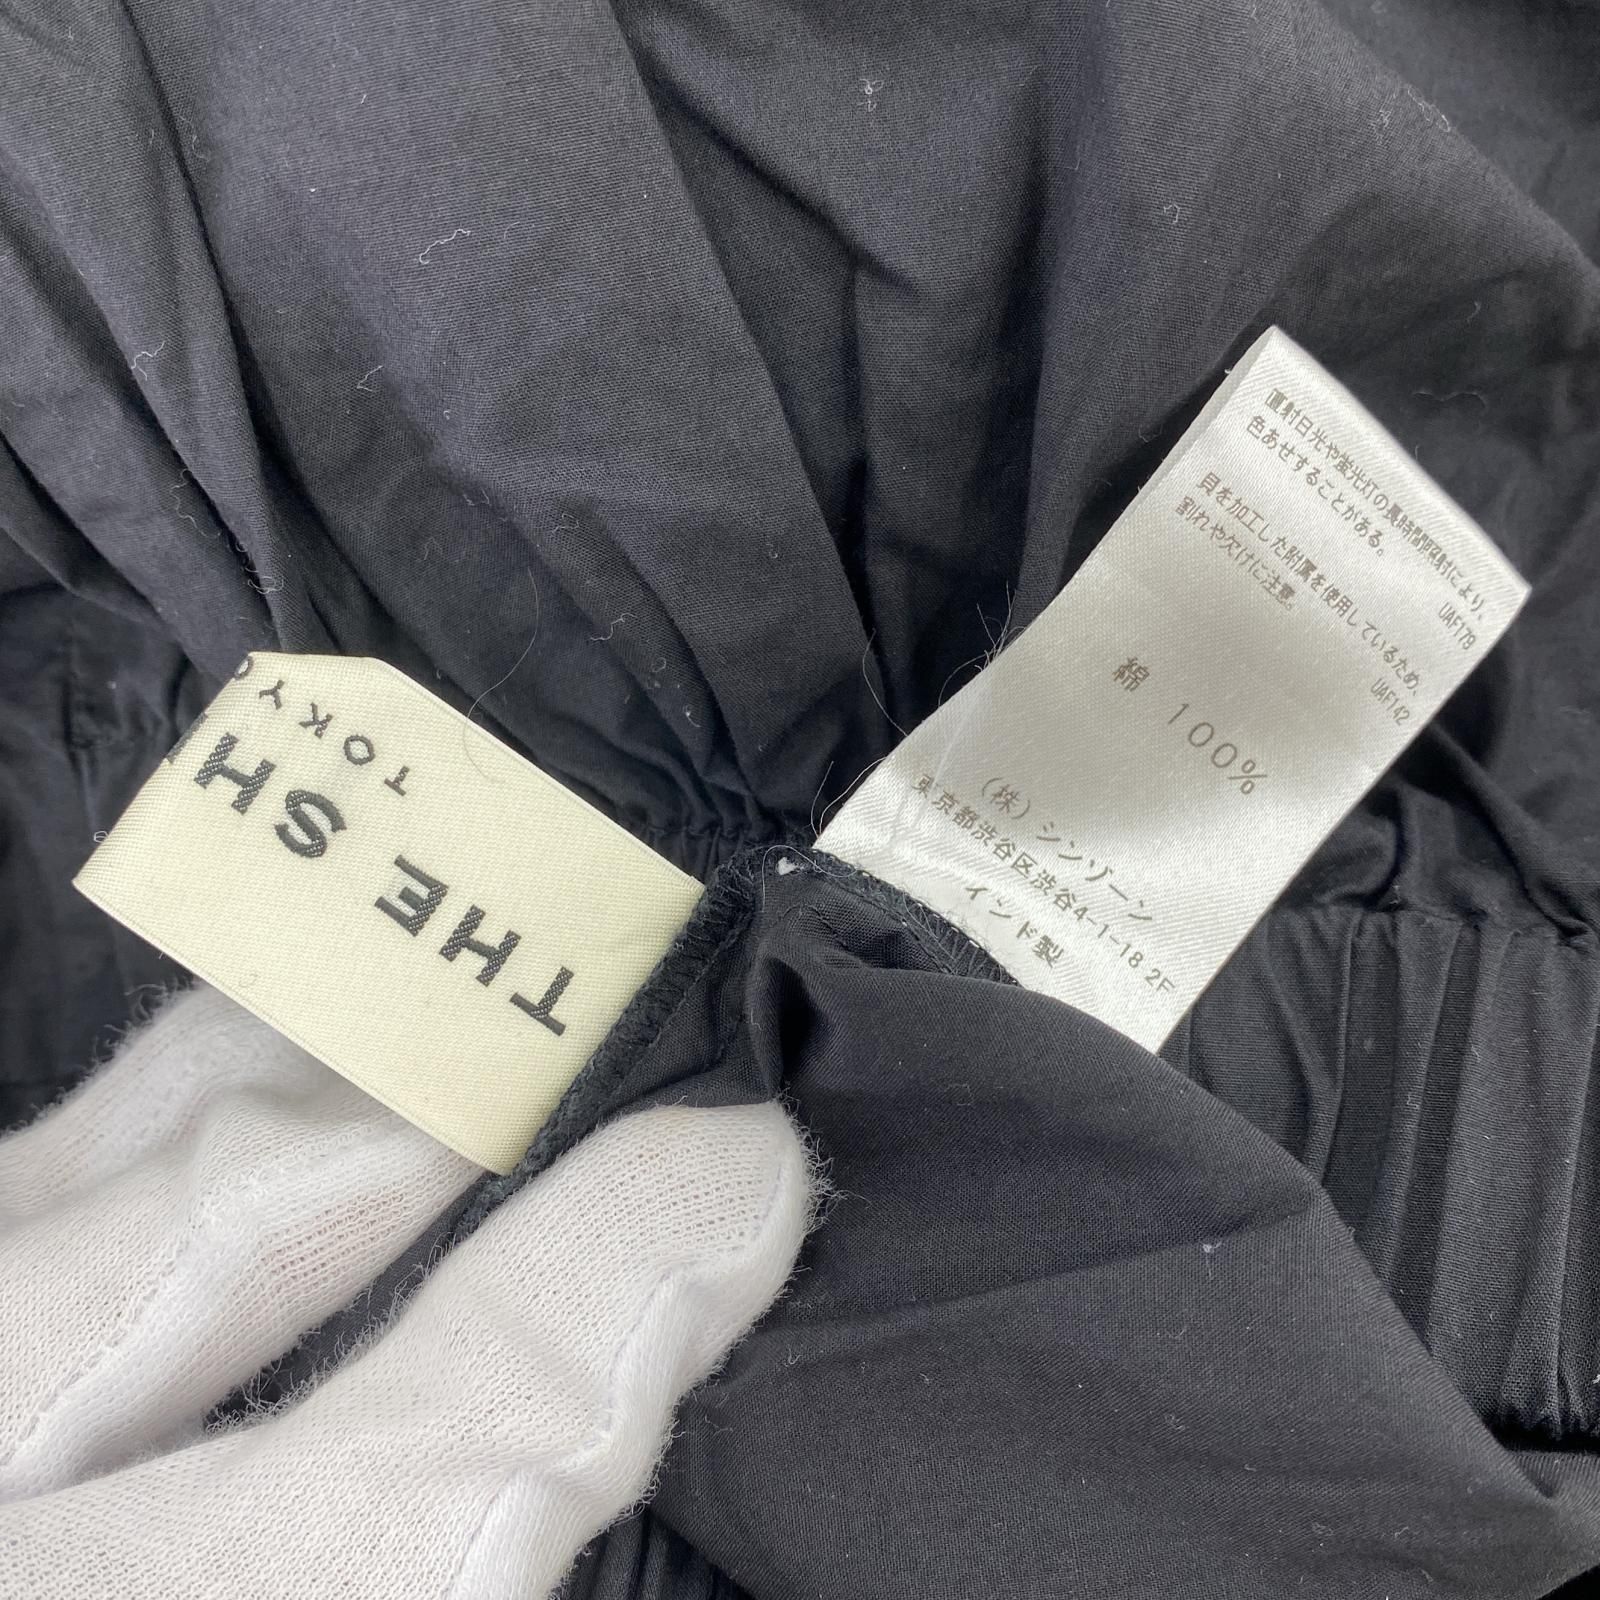 THE SH
TOKYO
直射日光や蛍光灯の長時間照射により、
色あせすることがある。
UAF179
貝を加工した附属を使用しているため、
割れや欠けに注意。
UAF142
綿 100%
(株)シンゾーン
東京都渋谷区渋谷4-1-18 2F
インド製